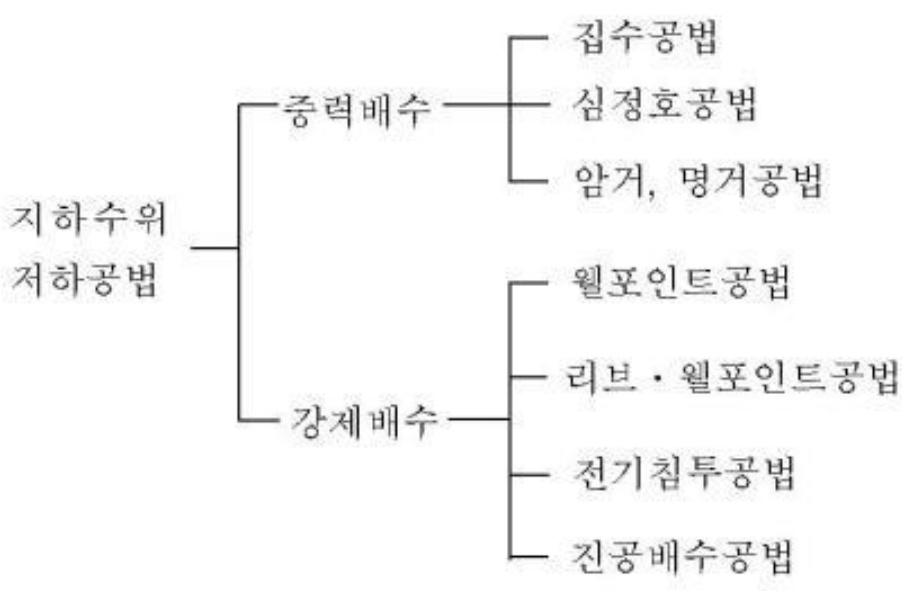 지하수위
저하공법
중력배수
집수공법
심정호공법
암거, 명거공법
강제배수
웰포인트공법
리브·웰포인트공법
전기침투공법
진공배수공법